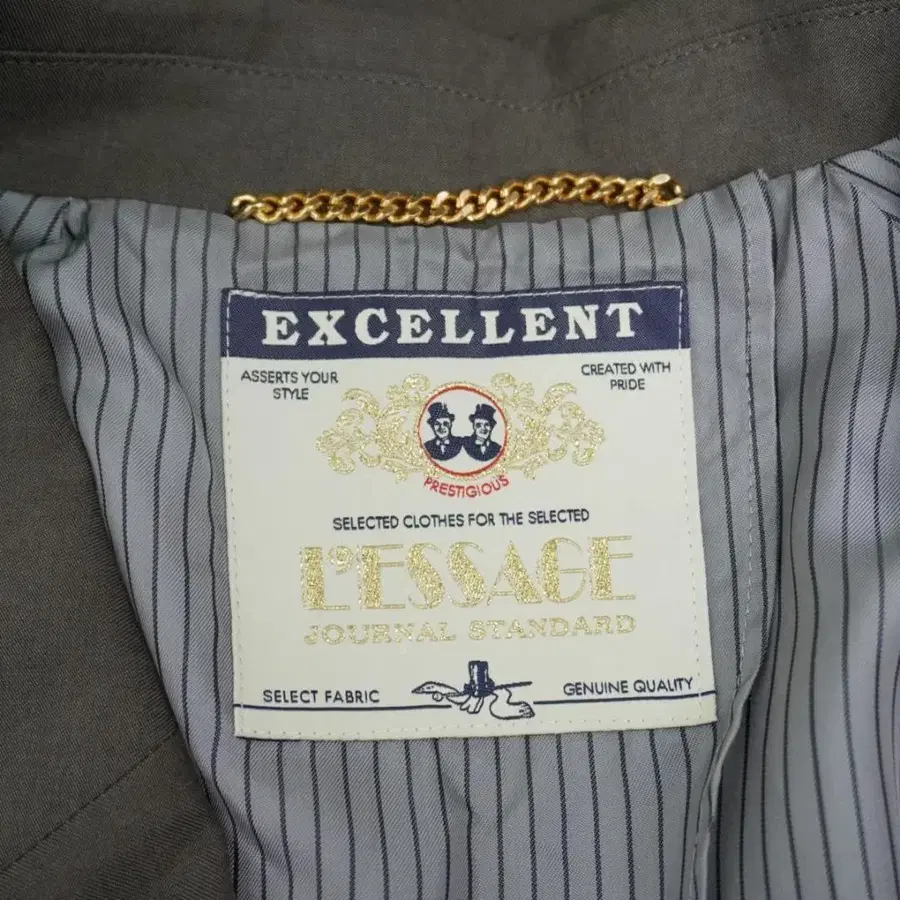 EXCELLENT
ASSERTS YOUR
STYLE
CREATED WITH
PRIDE
PRESTIGIOUS
SELECTED CLOTHES FOR THE SELECTED
L'ESSAGE
JOURNAL STANDARD
SELECT FABRIC
GENUINE QUALITY